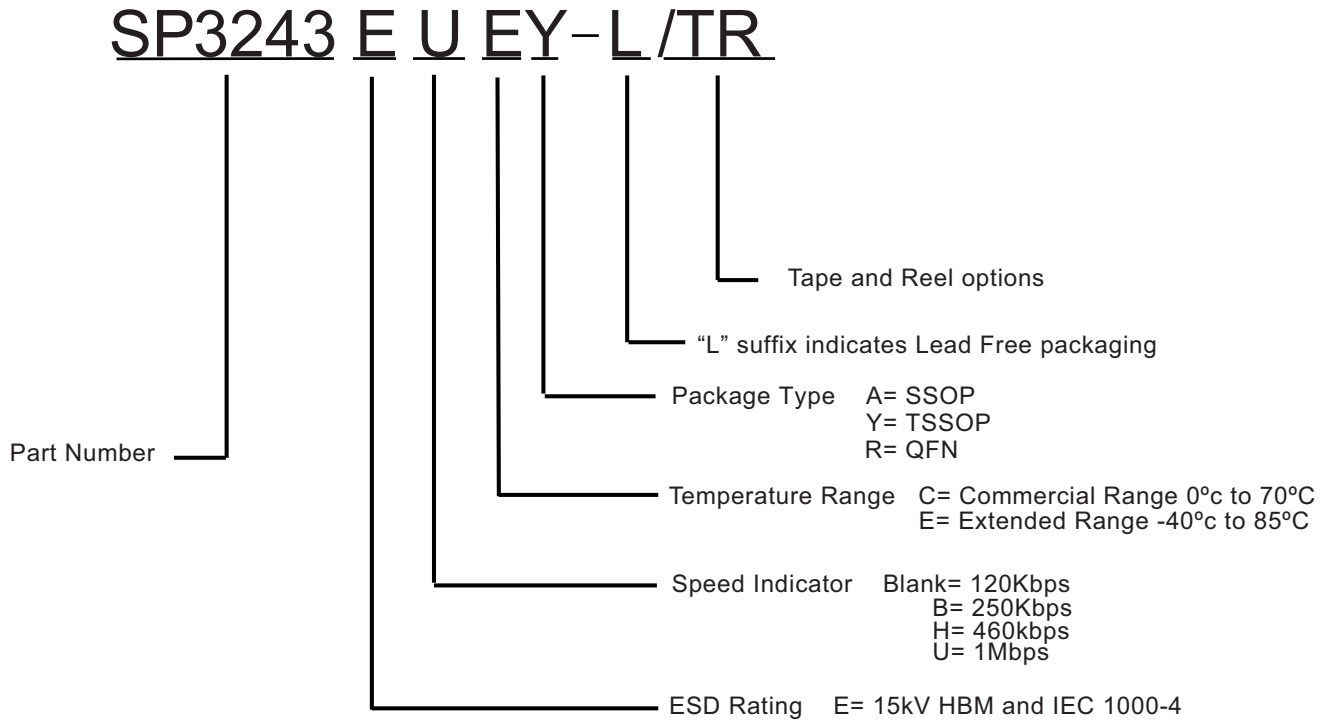 SP3243 E U EY-L /TR
Tape and Reel options
“L” suffix indicates Lead Free packaging
Package Type A= SSOP
Y= TSSOP
R= QFN
Part Number
Temperature Range C= Commercial Range 0ºc to 70ºC
E= Extended Range -40ºc to 85ºC
Speed Indicator Blank= 120Kbps
B= 250Kbps
H= 460kbps
U= 1Mbps
ESD Rating E= 15kV HBM and IEC 1000-4